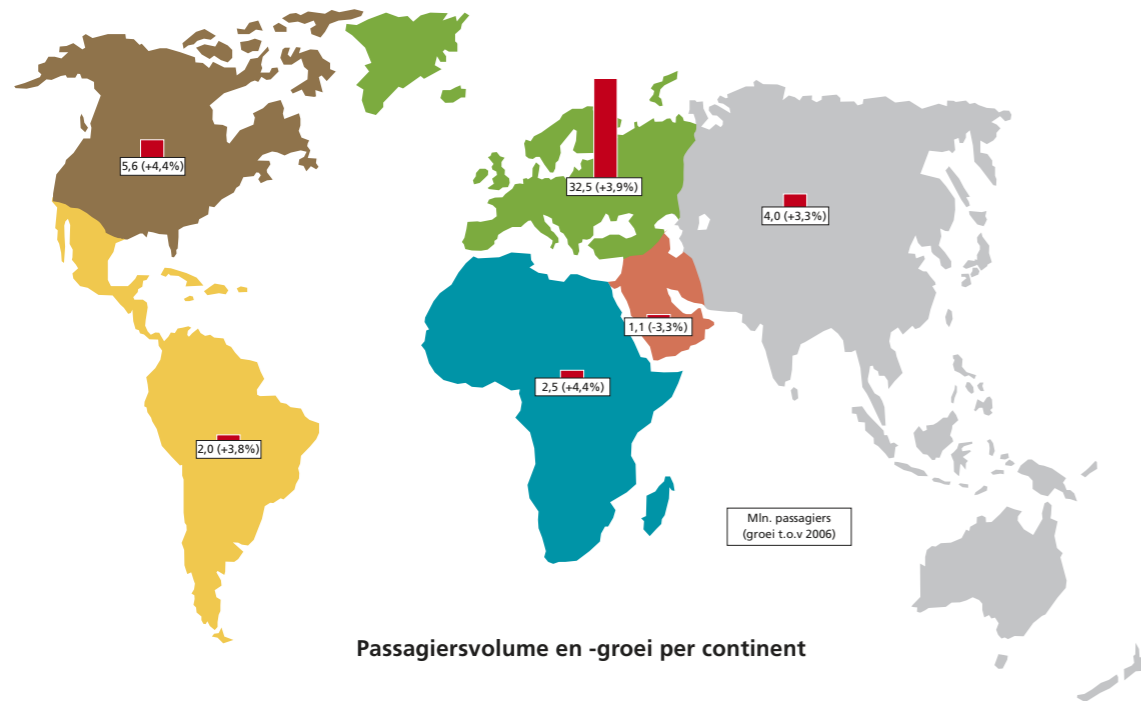 5,6 (+4,4%)
32,5 (+3,9%)
4,0 (+3,3%)
1,1 (-3,3%)
2,5 (+4,4%)
2,0 (+3,8%)
Mln. passagiers
(groei t.o.v 2006)
Passagiersvolume en -groei per continent